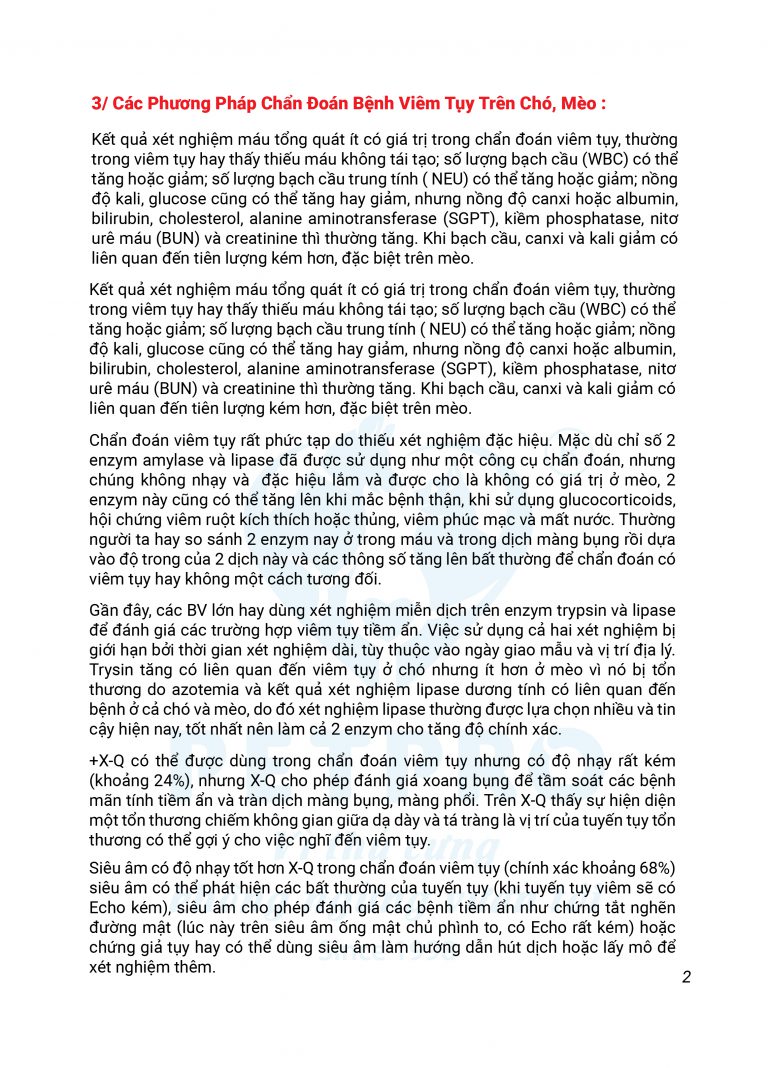 3/ Các Phương Pháp Chẩn Đoán Bệnh Viêm Tụy Trên Chó, Mèo :
Kết quả xét nghiệm máu tổng quát ít có giá trị trong chẩn đoán viêm tụy, thường
trong viêm tụy hay thấy thiếu máu không tái tạo; số lượng bạch cầu (WBC) có thể
tăng hoặc giảm; số lượng bạch cầu trung tính ( NEU) có thể tăng hoặc giảm; nồng
độ kali, glucose cũng có thể tăng hay giảm, nhưng nồng độ canxi hoặc albumin,
bilirubin, cholesterol, alanine aminotransferase (SGPT), kiềm phosphatase, nitơ
urê máu (BUN) và creatinine thì thường tăng. Khi bạch cầu, canxi và kali giảm có
liên quan đến tiên lượng kém hơn, đặc biệt trên mèo.
Kết quả xét nghiệm máu tổng quát ít có giá trị trong chẩn đoán viêm tụy, thường
trong viêm tụy hay thấy thiếu máu không tái tạo; số lượng bạch cầu (WBC) có thể
tăng hoặc giảm; số lượng bạch cầu trung tính ( NEU) có thể tăng hoặc giảm; nồng
độ kali, glucose cũng có thể tăng hay giảm, nhưng nồng độ canxi hoặc albumin,
bilirubin, cholesterol, alanine aminotransferase (SGPT), kiềm phosphatase, nitơ
urê máu (BUN) và creatinine thì thường tăng. Khi bạch cầu, canxi và kali giảm có
liên quan đến tiên lượng kém hơn, đặc biệt trên mèo.
Chẩn đoán viêm tụy rất phức tạp do thiếu xét nghiệm đặc hiệu. Mặc dù chỉ số 2
enzym amylase và lipase đã được sử dụng như một công cụ chẩn đoán, nhưng
chúng không nhạy và  đặc hiệu lắm và được cho là không có giá trị ở mèo, 2
enzym này cũng có thể tăng lên khi mắc bệnh thận, khi sử dụng glucocorticoids,
hội chứng viêm ruột kích thích hoặc thủng, viêm phúc mạc và mất nước. Thường
người ta hay so sánh 2 enzym nay ở trong máu và trong dịch màng bụng rồi dựa
vào độ trong của 2 dịch này và các thông số tăng lên bất thường để chẩn đoán có
viêm tụy hay không một cách tương đối.
Gần đây, các BV lớn hay dùng xét nghiệm miễn dịch trên enzym trypsin và lipase
để đánh giá các trường hợp viêm tụy tiềm ẩn. Việc sử dụng cả hai xét nghiệm bị
giới hạn bởi thời gian xét nghiệm dài, tùy thuộc vào ngày giao mẫu và vị trí địa lý.
Trysin tăng có liên quan đến viêm tụy ở chó nhưng ít hơn ở mèo vì nó bị tổn
thương do azotemia và kết quả xét nghiệm lipase dương tính có liên quan đến
bệnh ở cả chó và mèo, do đó xét nghiệm lipase thường được lựa chọn nhiều và tin
cậy hiện nay, tốt nhất nên làm cả 2 enzym cho tăng độ chính xác.
+X-Q có thể được dùng trong chẩn đoán viêm tụy nhưng có độ nhạy rất kém
(khoảng 24%), nhưng X-Q cho phép đánh giá xoang bụng để tầm soát các bệnh
mãn tính tiềm ẩn và tràn dịch màng bụng, màng phổi. Trên X-Q thấy sự hiện diện
một tổn thương chiếm không gian giữa dạ dày và tá tràng là vị trí của tuyến tụy tổn
thương có thể gợi ý cho việc nghĩ đến viêm tụy.
Siêu âm có độ nhạy tốt hơn X-Q trong chẩn đoán viêm tụy (chính xác khoảng 68%)
siêu âm có thể phát hiện các bất thường của tuyến tụy (khi tuyến tụy viêm sẽ có
Echo kém), siêu âm cho phép đánh giá các bệnh tiềm ẩn như chứng tắt nghẽn
đường mật (lúc này trên siêu âm ống mật chủ phình to, có Echo rất kém) hoặc
chứng giả tụy hay có thể dùng siêu âm làm hướng dẫn hút dịch hoặc lấy mô để
xét nghiệm thêm.
2